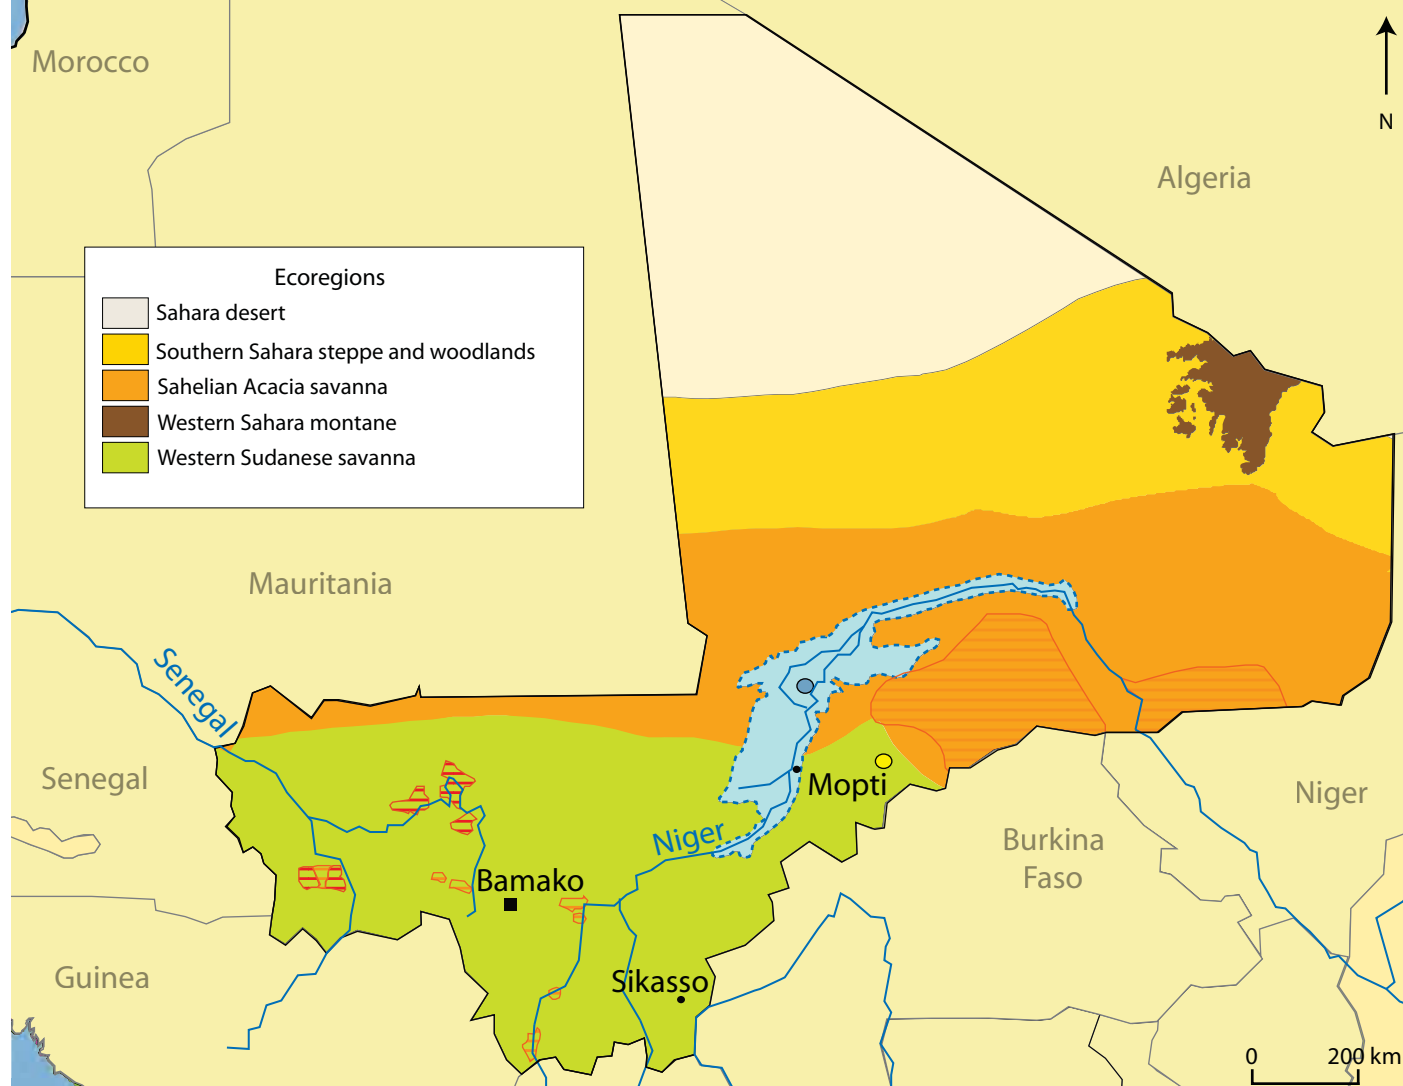 Morocco
N
Algeria
Ecoregions
Sahara desert
Southern Sahara steppe and woodlands
Sahelian Acacia savanna
Western Sahara montane
Western Sudanese savanna
Mauritania
Senegal
Senegal
Mopti
Niger
Niger
Burkina
Faso
Bamako
Guinea
Sikasso
0 200 km